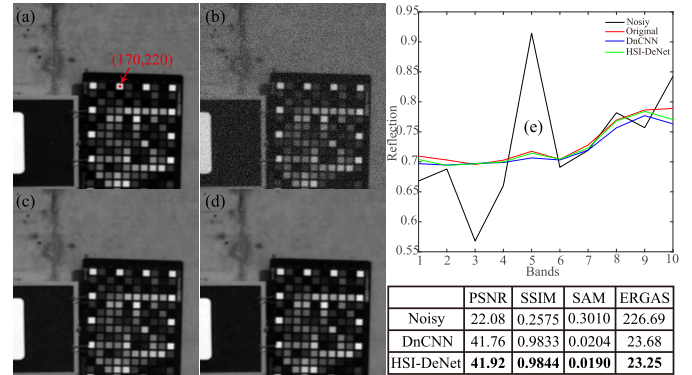 (a)
(170,220)
(b)
(c)
(d)
0.95
0.9
0.85
0.8
0.75
0.7
0.65
0.6
0.55
Reflection
Nosiy
Original
DnCNN
HSI-DeNet
(e)
1 2 3 4 5 6 7 8 9 10
Bands
PSNR SSIM SAM ERGAS
Noisy 22.08 0.2575 0.3010 226.69
DnCNN 41.76 0.9833 0.0204 23.68
HSI-DeNet 41.92 0.9844 0.0190 23.25